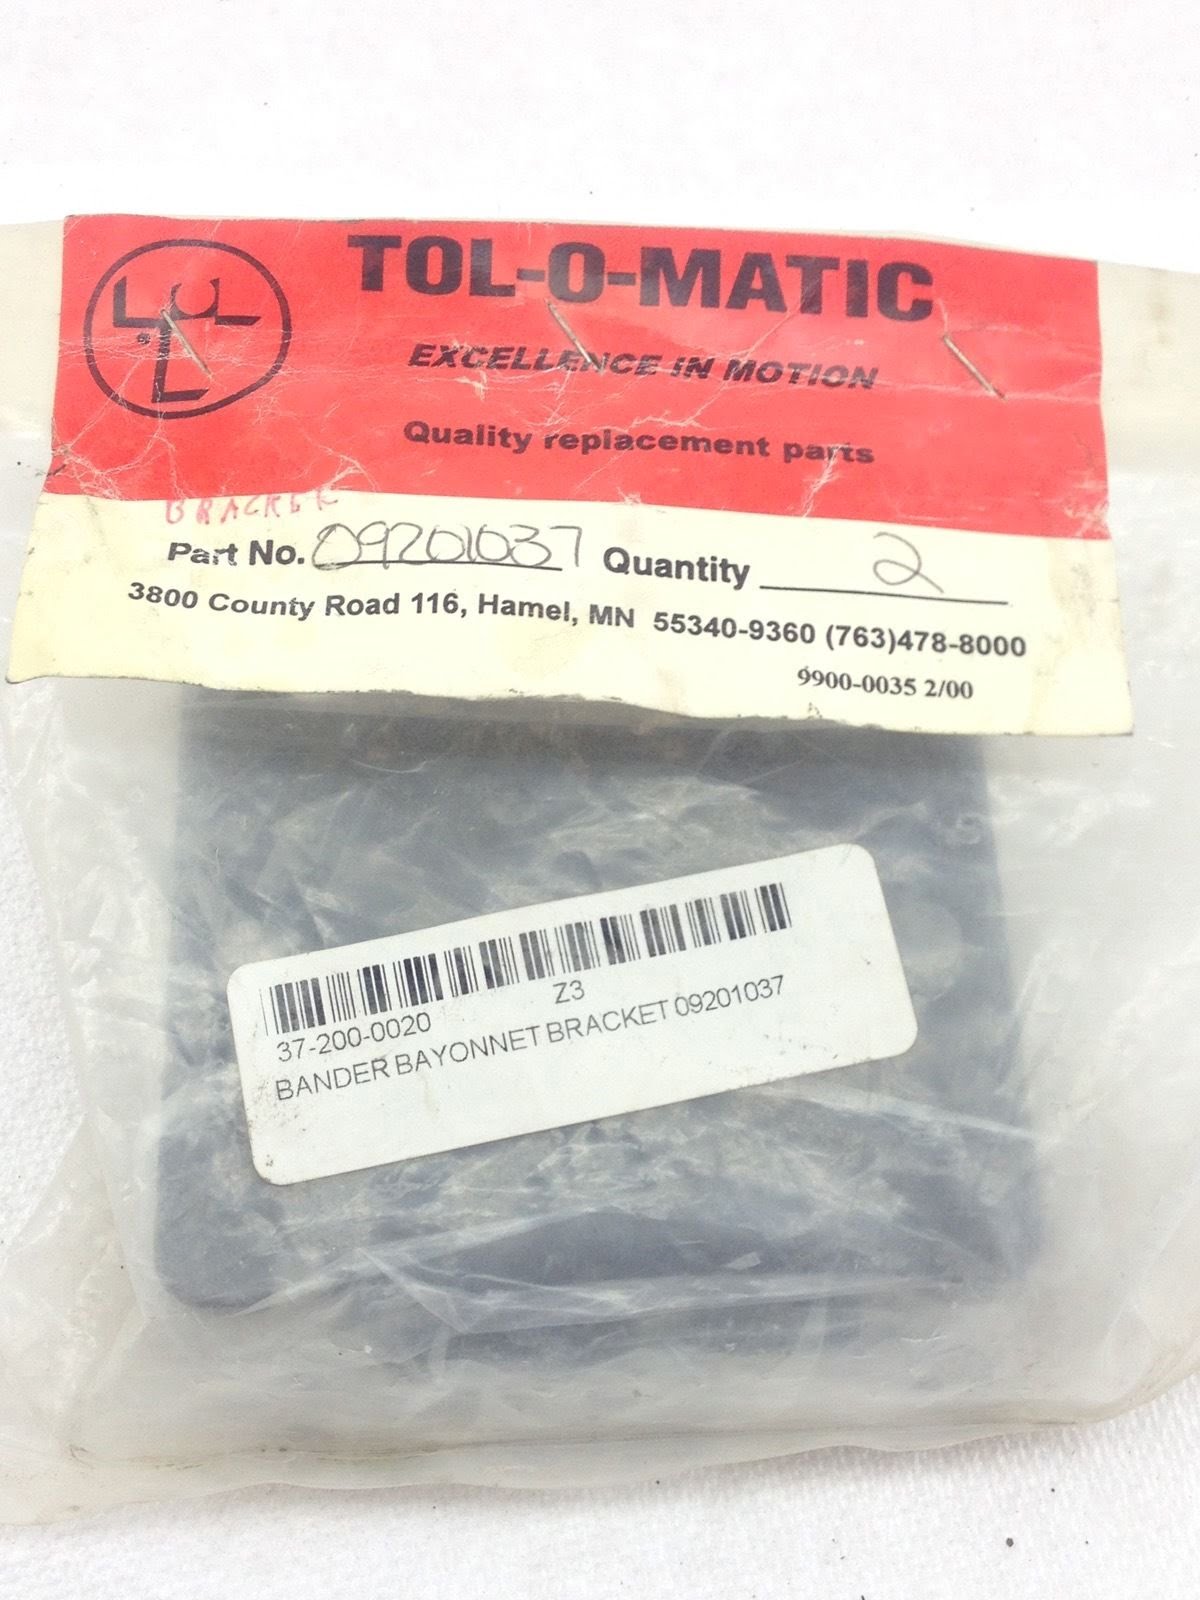 TOL-O-MATIC
EXCELLENCE IN MOTION
Quality replacement parts
BRACKET
Part No. 09201037 Quantity 2
3800 County Road 116, Hamel, MN 55340-9360 (763)478-8000
9900-0035 2/00
37-200-0020 Z3
BANDER BAYONNET BRACKET 09201037